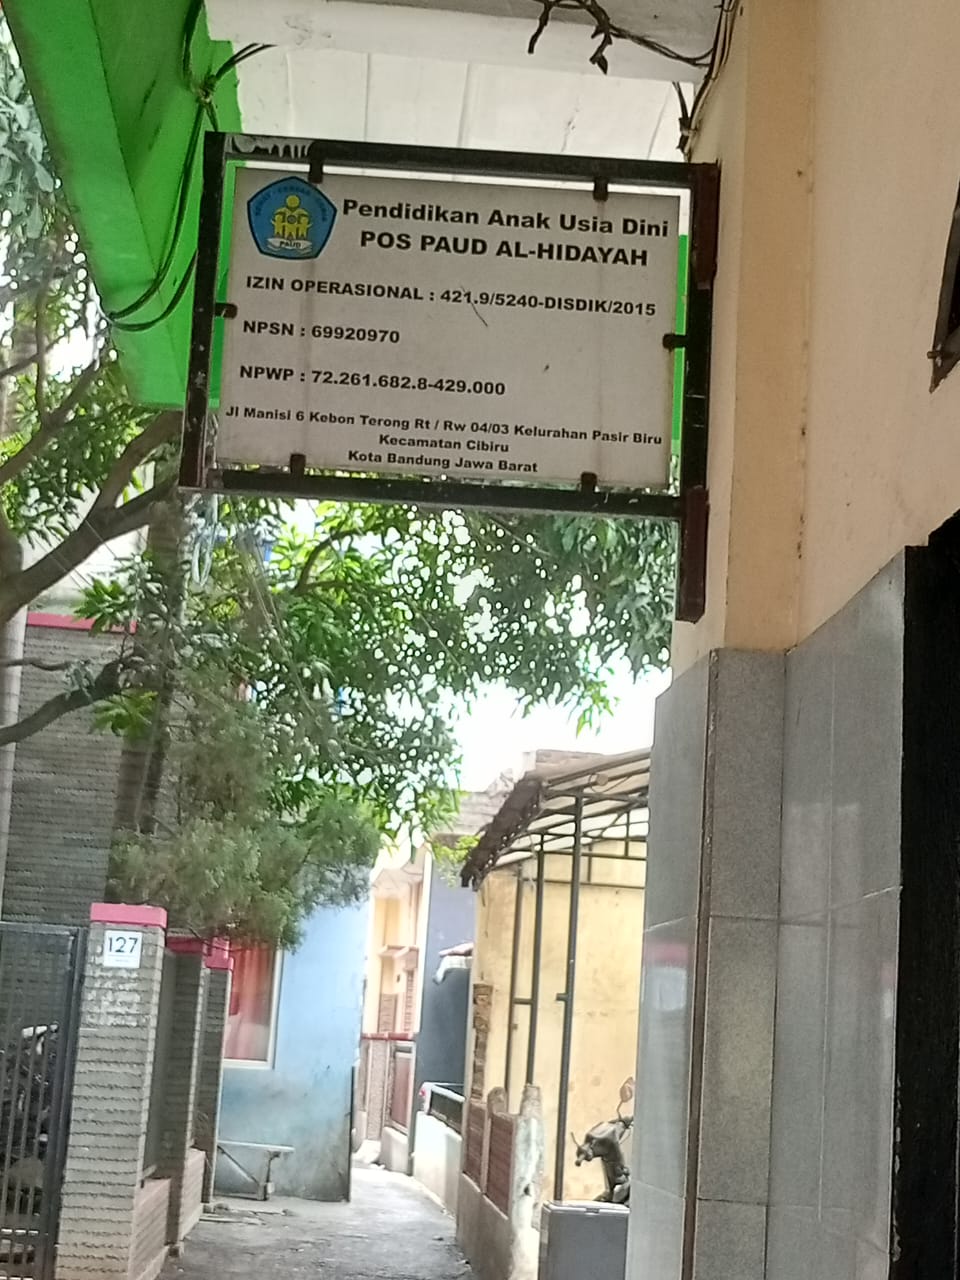 Pendidikan Anak Usia Dini
POS PAUD AL-HIDAYAH
PAUD
IZIN OPERASIONAL : 421.9/5240-DISDIK/2015
NPSN : 69920970
NPWP : 72.261.682.8-429.000
Jl Manisi 6 Kebon Terong Rt / Rw 04/03 Kelurahan Pasir Biru
Kecamatan Cibiru
Kota Bandung Jawa Barat
127